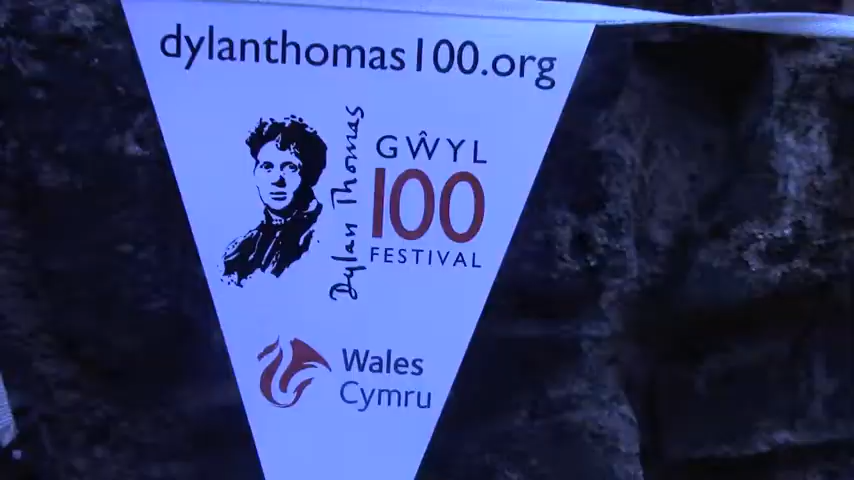 dylanthomas100.org
Dylan Thomas
GŴYL
100
FESTIVAL
Wales
Cymru